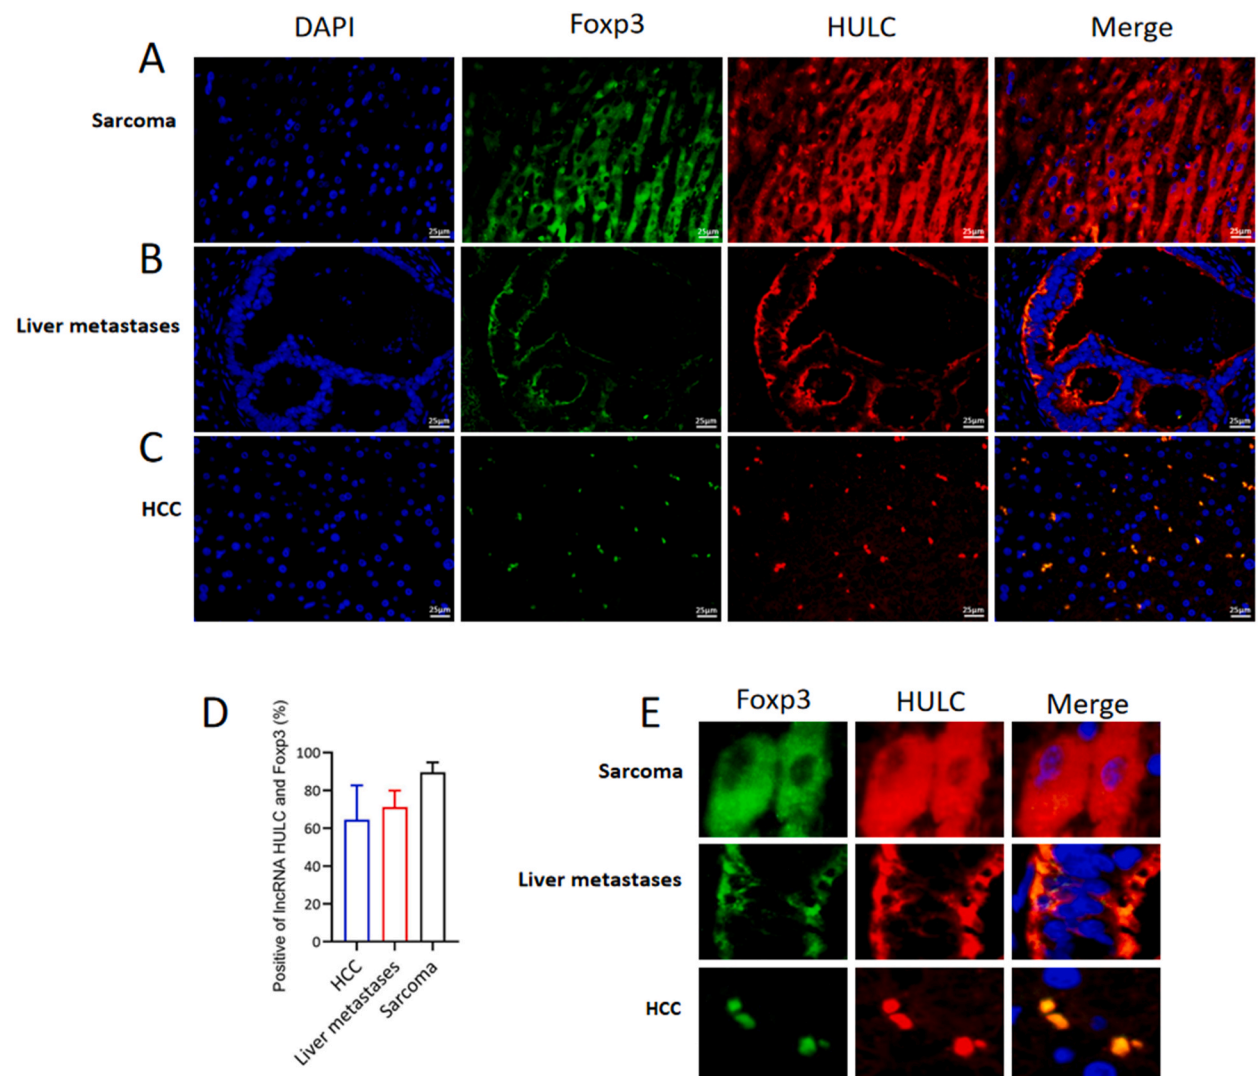 DAPI Foxp3 HULC Merge
A
Sarcoma
25μm 25μm 25μm 25μm
B
Liver metastases
25μm 25μm 25μm 25μm
C
HCC
25μm 25μm 25μm 25μm
D
Positive of lncRNA HULC and Foxp3 (%)
100
80
60
40
20
0
HCC
Liver metastases
Sarcoma
E
Foxp3 HULC Merge
Sarcoma
Liver metastases
HCC